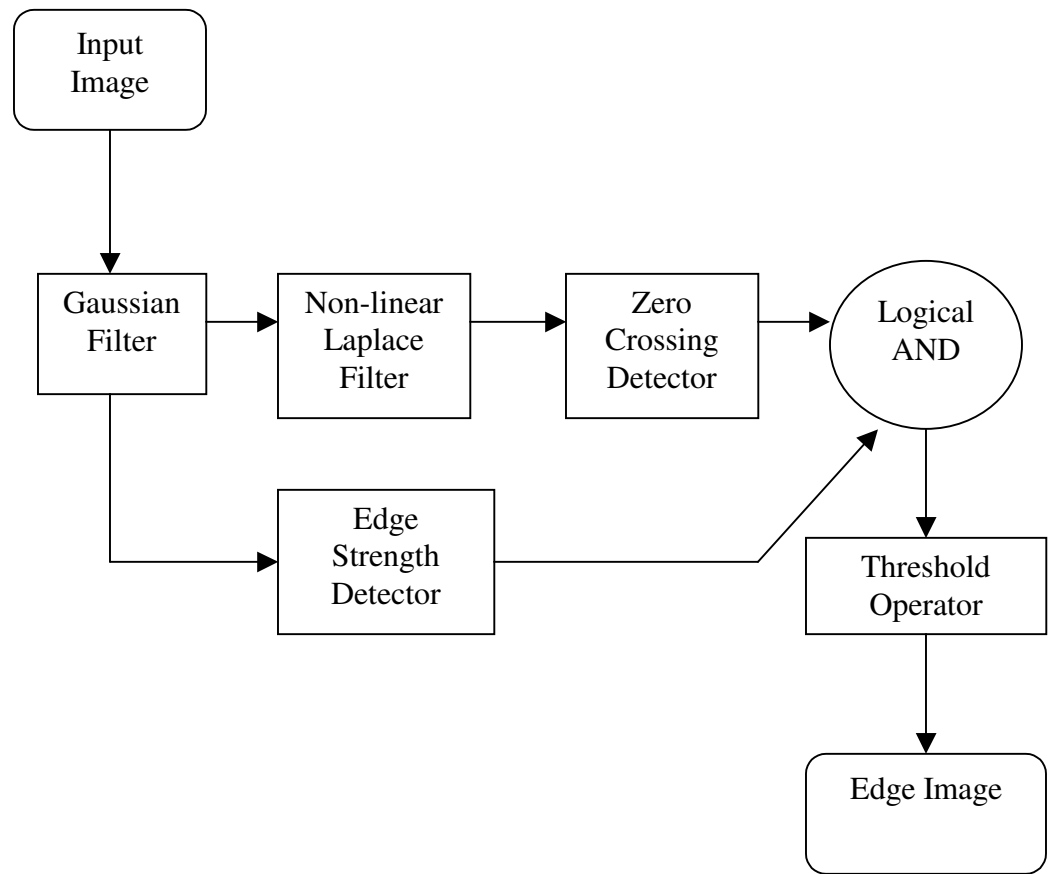 Input
Image
Gaussian
Filter
Non-linear
Laplace
Filter
Zero
Crossing
Detector
Logical
AND
Edge
Strength
Detector
Threshold
Operator
Edge Image